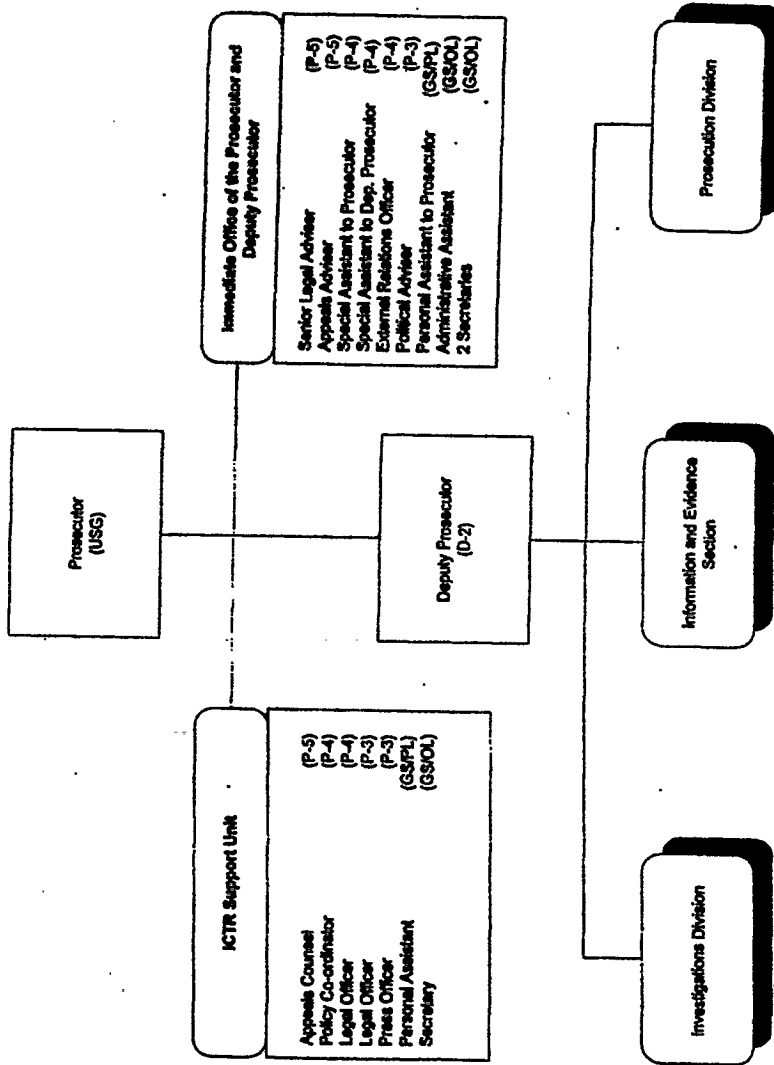 Prosecutor
(USG)
ICTR Support Unit
Appeals Counsel (P-5)
Policy Co-ordinator (P-4)
Legal Officer (P-4)
Legal Officer (P-3)
Press Officer (P-3)
Personal Assistant (GS/PL)
Secretary (GS/OL)
Immediate Office of the Prosecutor and
Deputy Prosecutor
Senior Legal Adviser (P-5)
Appeals Adviser (P-5)
Special Assistant to Prosecutor (P-4)
Special Assistant to Dep. Prosecutor (P-4)
External Relations Officer (P-4)
Political Adviser (P-3)
Personal Assistant to Prosecutor (GS/PL)
Administrative Assistant (GS/OL)
2 Secretaries (GS/OL)
Deputy Prosecutor
(D-2)
Investigations Division
Information and Evidence
Section
Prosecution Division